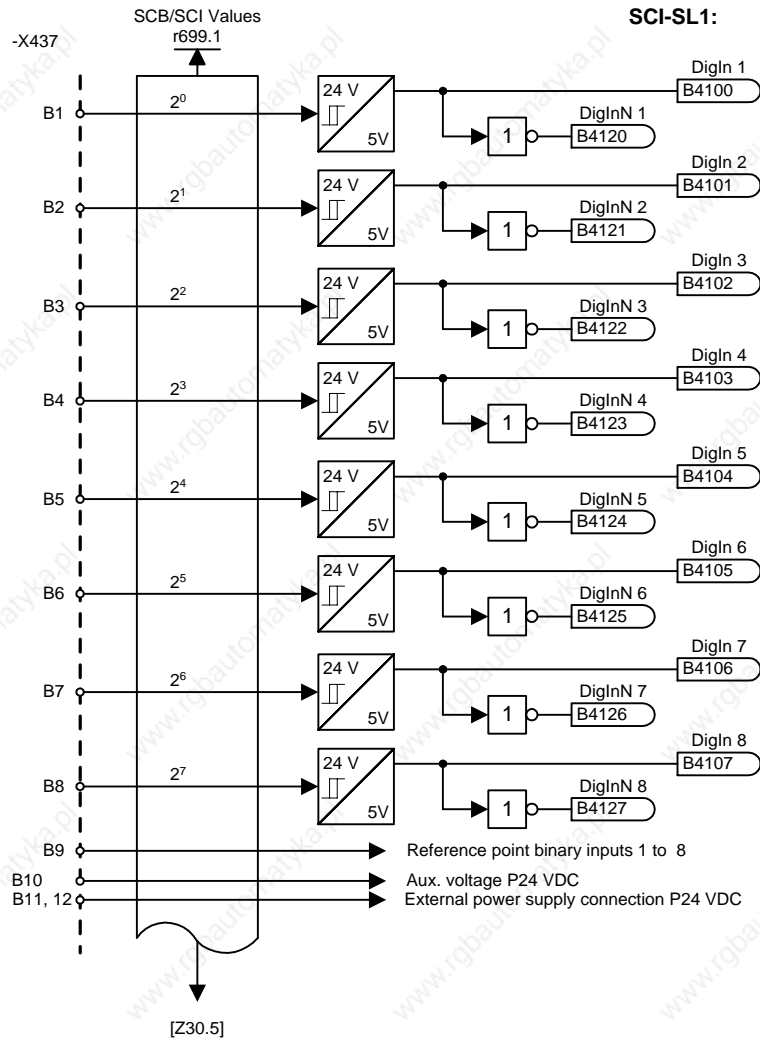 SCB/SCI Values
r699.1
SCI-SL1:
-X437
B1
2⁰
24 V
5V
DigIn 1
B4100
1
DigInN 1
B4120
B2
2¹
24 V
5V
DigIn 2
B4101
1
DigInN 2
B4121
B3
2²
24 V
5V
DigIn 3
B4102
1
DigInN 3
B4122
B4
2³
24 V
5V
DigIn 4
B4103
1
DigInN 4
B4123
B5
2⁴
24 V
5V
DigIn 5
B4104
1
DigInN 5
B4124
B6
2⁵
24 V
5V
DigIn 6
B4105
1
DigInN 6
B4125
B7
2⁶
24 V
5V
DigIn 7
B4106
1
DigInN 7
B4126
B8
2⁷
24 V
5V
DigIn 8
B4107
1
DigInN 8
B4127
B9 Reference point binary inputs 1 to 8
B10 Aux. voltage P24 VDC
B11, 12 External power supply connection P24 VDC
[Z30.5]
www.rgbautomatyka.pl